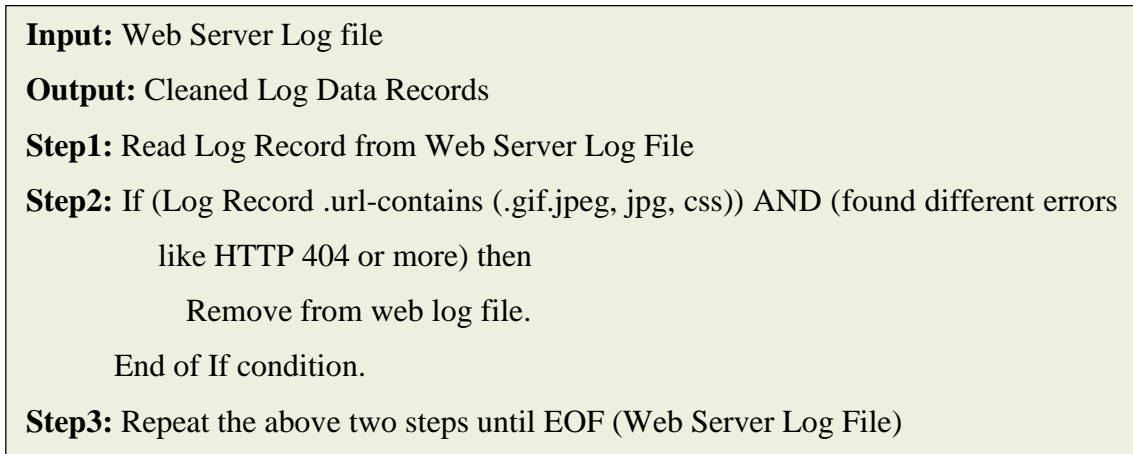 Input: Web Server Log file
Output: Cleaned Log Data Records
Step1: Read Log Record from Web Server Log File
Step2: If (Log Record .url-contains (.gif.jpeg, jpg, css)) AND (found different errors
like HTTP 404 or more) then
Remove from web log file.
End of If condition.
Step3: Repeat the above two steps until EOF (Web Server Log File)